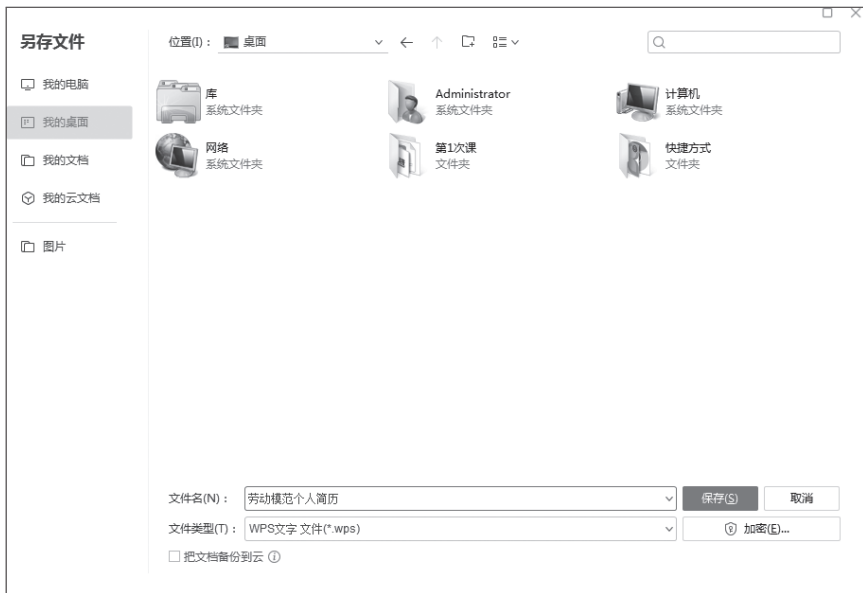 另存文件
位置(I)： 桌面
我的电脑
我的桌面
我的文档
我的云文档
图片
库
系统文件夹
Administrator
系统文件夹
计算机
系统文件夹
网络
系统文件夹
第1次课
文件夹
快捷方式
文件夹
文件名(N)： 劳动模范个人简历
保存(S)
取消
文件类型(T)： WPS文字 文件(*.wps)
加密(E)...
把文档备份到云